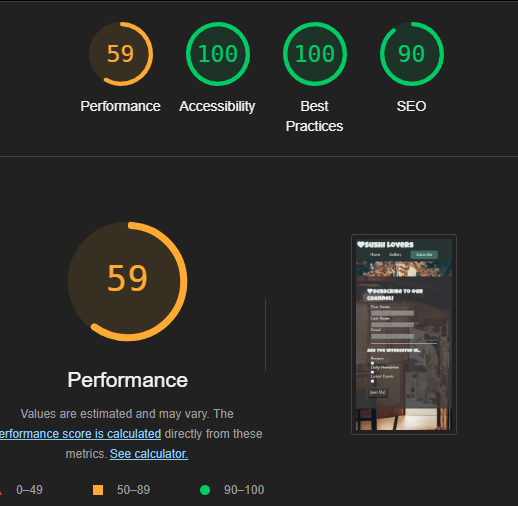 59
100
100
90
Performance
Accessibility
Best
Practices
SEO
59
Performance
Values are estimated and may vary. The
erformance score is calculated directly from these
metrics. See calculator.
0–49
50–89
90–100
SUSHI LOVERS
Home
Gallery
Subscribe
SUBSCRIBE TO OUR
CHANNEL!
First Name
Last Name
Email
ARE YOU INTERESTED IN...
Daily Newsletter
Latest Events
Join Us!